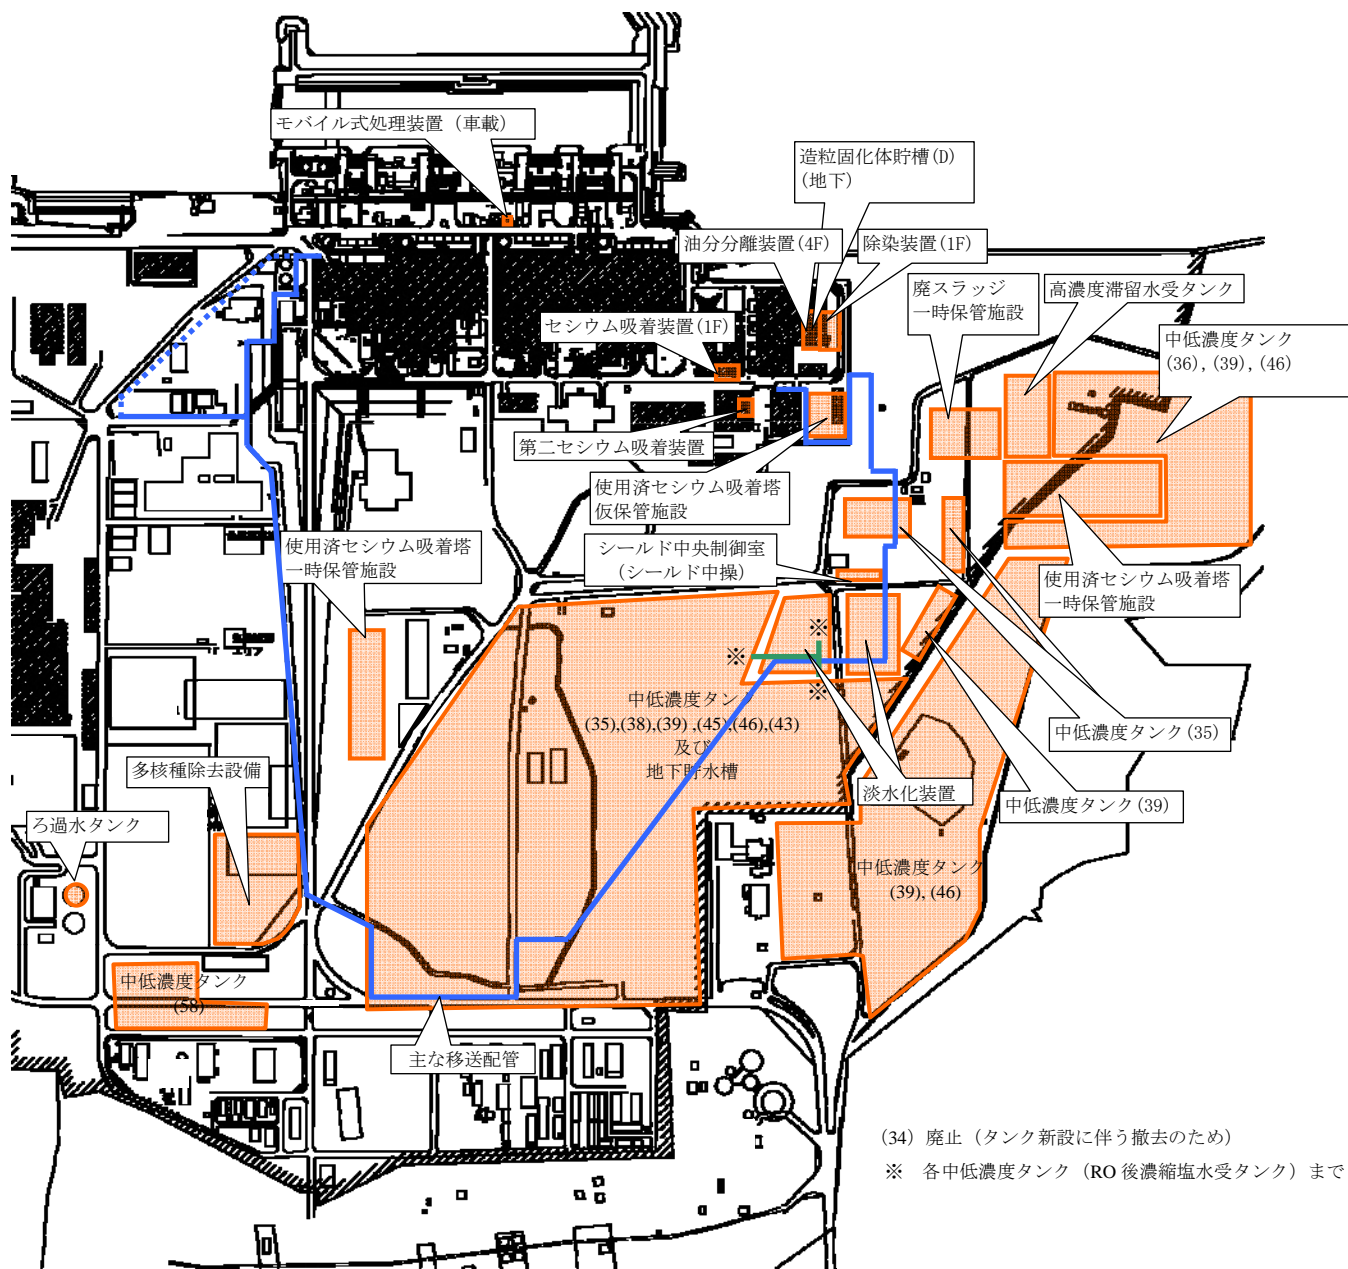 モバイル式処理装置（車載）
造粒固化体貯槽(D)
（地下）
油分分離装置(4F)
除染装置(1F)
廃スラッジ
一時保管施設
高濃度滞留水受タンク
中低濃度タンク
(36), (39), (46)
セシウム吸着装置(1F)
第二セシウム吸着装置
使用済セシウム吸着塔
仮保管施設
使用済セシウム吸着塔
一時保管施設
シールド中央制御室
（シールド中操）
使用済セシウム吸着塔
一時保管施設
※
※
※
中低濃度タンク
(35),(38),(39) ,(45),(46),(43)
及び
地下貯水槽
中低濃度タンク(35)
淡水化装置
中低濃度タンク(39)
多核種除去設備
ろ過水タンク
中低濃度タンク
(39), (46)
中低濃度タンク
(58)
主な移送配管
(34) 廃止（タンク新設に伴う撤去のため）
※ 各中低濃度タンク（RO 後濃縮塩水受タンク）まで